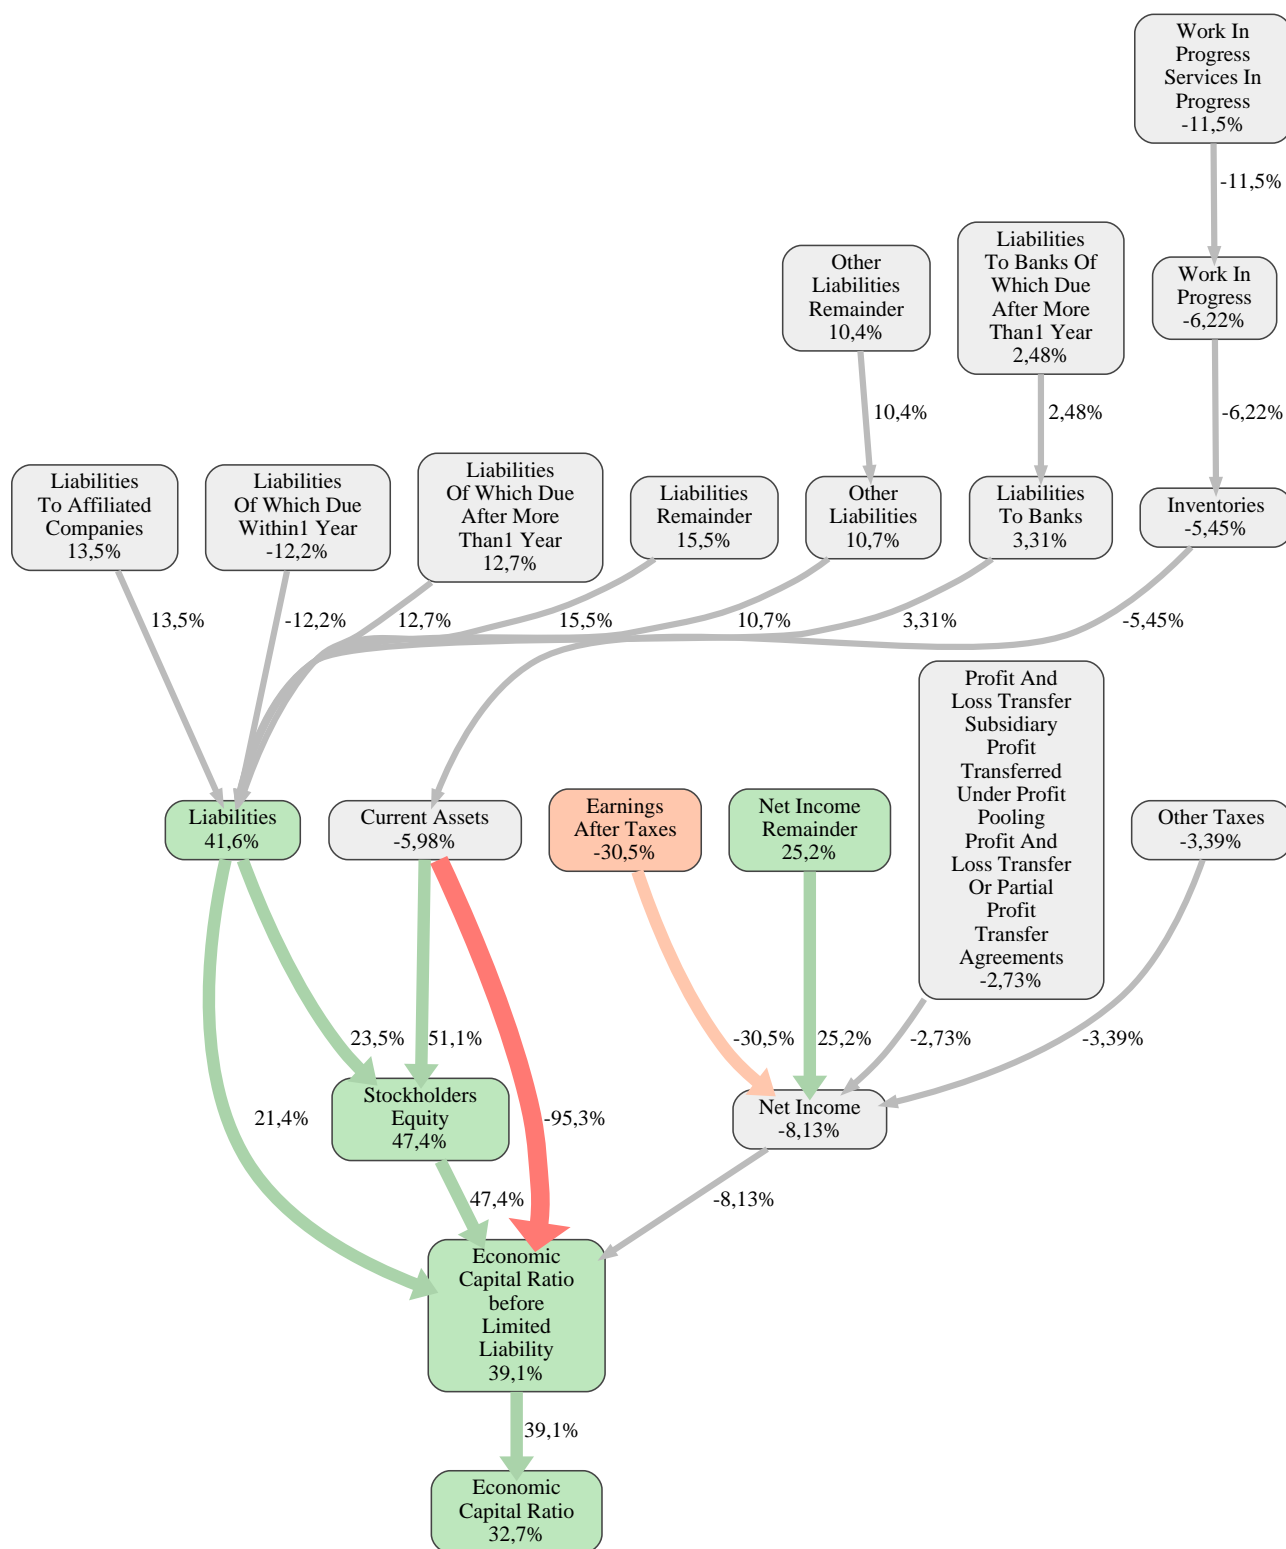 Work In
Progress
Services In
Progress
-11,5%
-11,5%
Other
Liabilities
Remainder
10,4%
Liabilities
To Banks Of
Which Due
After More
Than1 Year
2,48%
Work In
Progress
-6,22%
10,4%
2,48%
-6,22%
Liabilities
To Affiliated
Companies
13,5%
Liabilities
Of Which Due
Within1 Year
-12,2%
Liabilities
Of Which Due
After More
Than1 Year
12,7%
Liabilities
Remainder
15,5%
Other
Liabilities
10,7%
Liabilities
To Banks
3,31%
Inventories
-5,45%
13,5%
-12,2%
12,7%
15,5%
10,7%
3,31%
-5,45%
Liabilities
41,6%
Current Assets
-5,98%
Earnings
After Taxes
-30,5%
Net Income
Remainder
25,2%
Profit And
Loss Transfer
Subsidiary
Profit
Transferred
Under Profit
Pooling
Profit And
Loss Transfer
Or Partial
Profit
Transfer
Agreements
-2,73%
Other Taxes
-3,39%
23,5%
51,1%
-30,5%
25,2%
-2,73%
-3,39%
Stockholders
Equity
47,4%
Net Income
-8,13%
21,4%
-95,3%
47,4%
-8,13%
Economic
Capital Ratio
before
Limited
Liability
39,1%
39,1%
Economic
Capital Ratio
32,7%